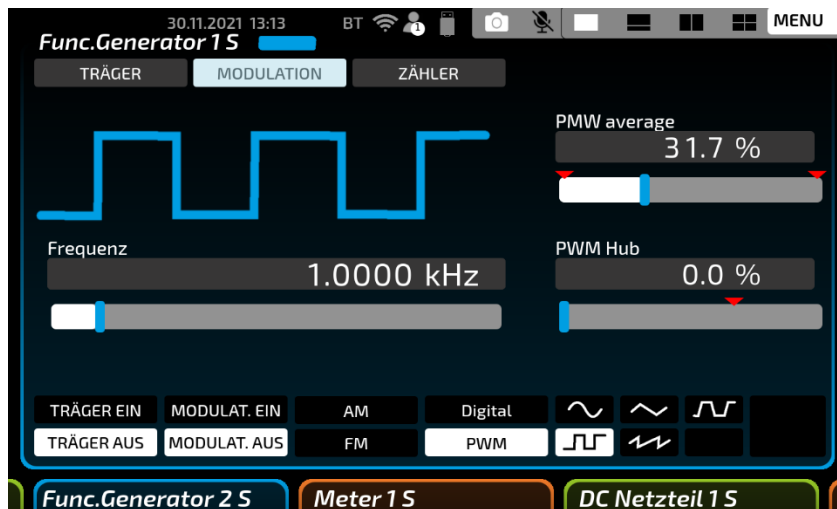 30.11.2021 13:13
BT
1
MENU
Func.Generator 1 S
TRÄGER MODULATION ZÄHLER
PMW average
31.7 %
Frequenz
1.0000 kHz
PWM Hub
0.0 %
TRÄGER EIN MODULAT. EIN AM Digital
TRÄGER AUS MODULAT. AUS FM PWM
Func.Generator 2 S Meter 1 S DC Netzteil 1 S